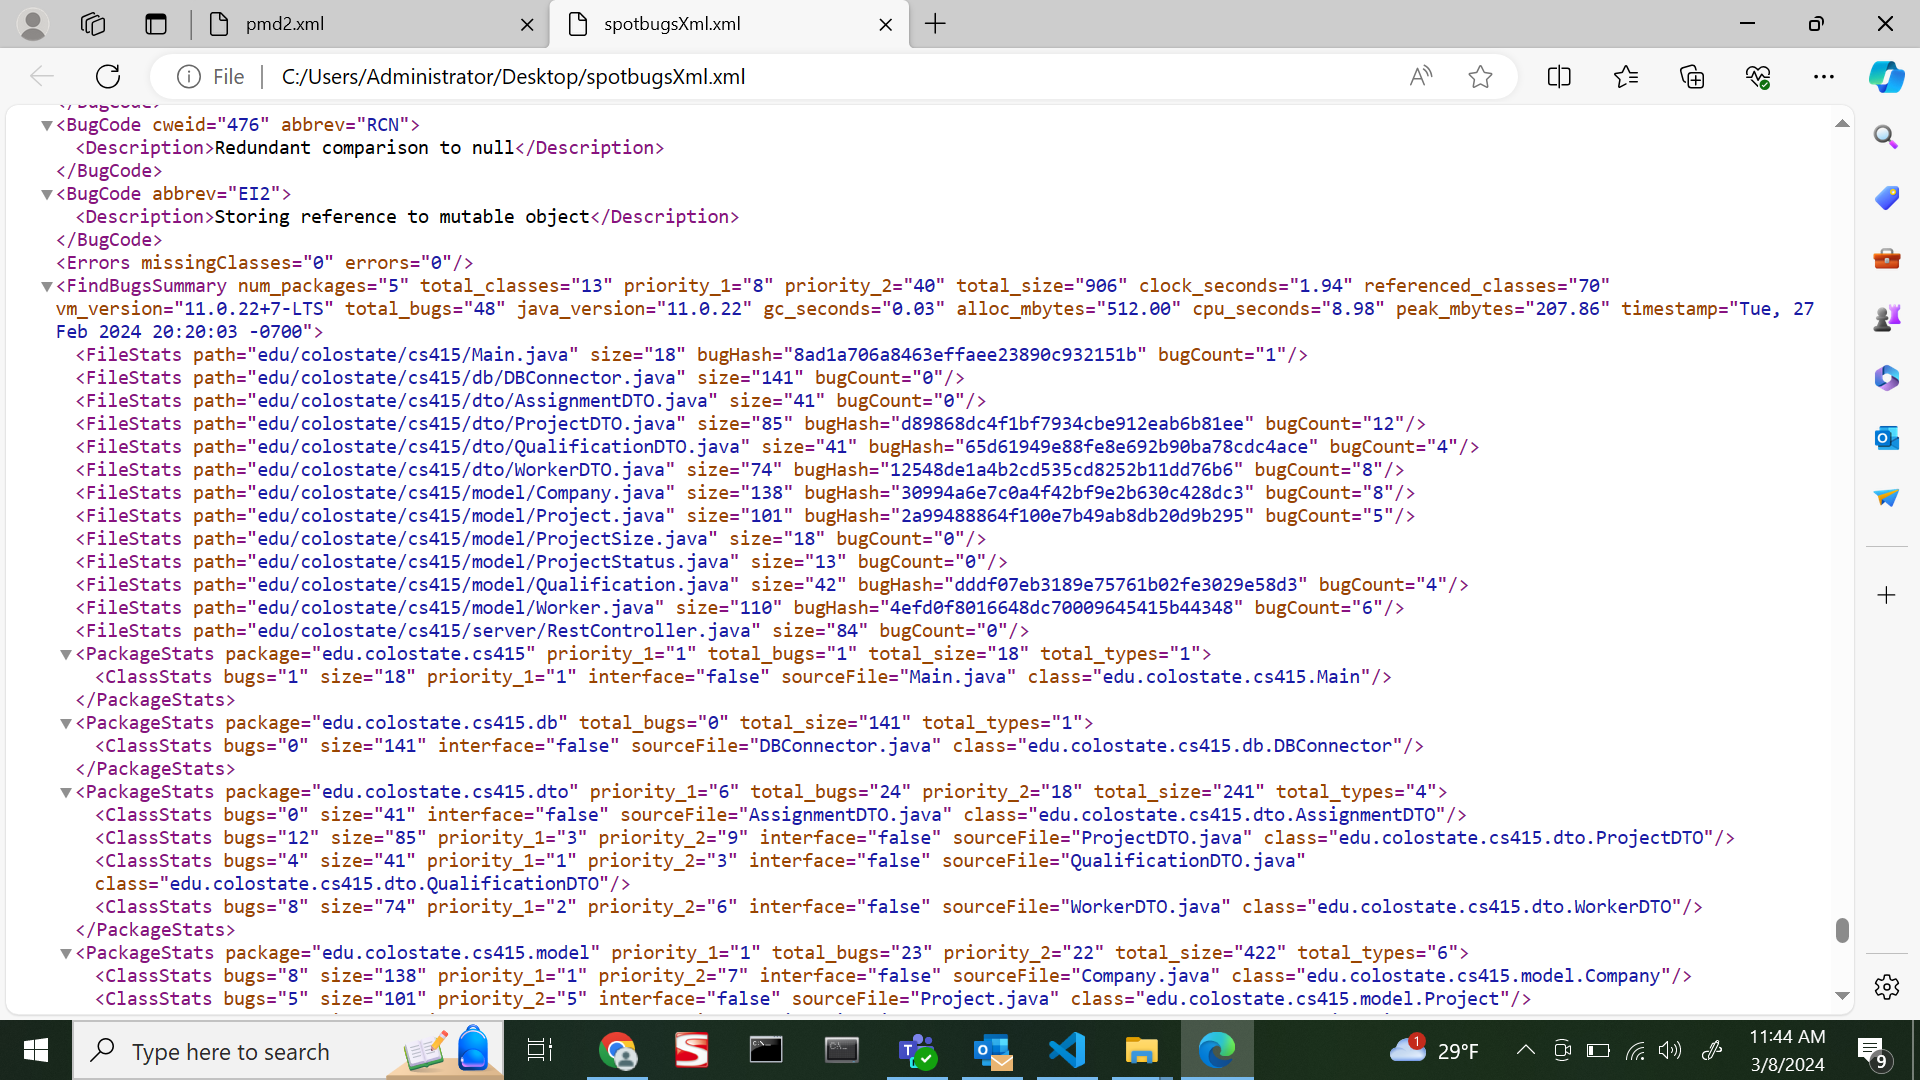 pmd2.xml
spotbugsXml.xml
File
C:/Users/Administrator/Desktop/spotbugsXml.xml
</BugCode>
▼<BugCode cweid="476" abbrev="RCN">
<Description>Redundant comparison to null</Description>
</BugCode>
▼<BugCode abbrev="EI2">
<Description>Storing reference to mutable object</Description>
</BugCode>
<Errors missingClasses="0" errors="0"/>
▼<FindBugsSummary num_packages="5" total_classes="13" priority_1="8" priority_2="40" total_size="906" clock_seconds="1.94" referenced_classes="70"
vm_version="11.0.22+7-LTS" total_bugs="48" java_version="11.0.22" gc_seconds="0.03" alloc_mbytes="512.00" cpu_seconds="8.98" peak_mbytes="207.86" timestamp="Tue, 27
Feb 2024 20:20:03 -0700">
<FileStats path="edu/colostate/cs415/Main.java" size="18" bugHash="8ad1a706a8463effaee23890c932151b" bugCount="1"/>
<FileStats path="edu/colostate/cs415/db/DBConnector.java" size="141" bugCount="0"/>
<FileStats path="edu/colostate/cs415/dto/AssignmentDTO.java" size="41" bugCount="0"/>
<FileStats path="edu/colostate/cs415/dto/ProjectDTO.java" size="85" bugHash="d89868dc4f1bf7934cbe912eab6b81ee" bugCount="12"/>
<FileStats path="edu/colostate/cs415/dto/QualificationDTO.java" size="41" bugHash="65d61949e88fe8e692b90ba78cdc4ace" bugCount="4"/>
<FileStats path="edu/colostate/cs415/dto/WorkerDTO.java" size="74" bugHash="12548de1a4b2cd535cd8252b11dd76b6" bugCount="8"/>
<FileStats path="edu/colostate/cs415/model/Company.java" size="138" bugHash="30994a6e7c0a4f42bf9e2b630c428dc3" bugCount="8"/>
<FileStats path="edu/colostate/cs415/model/Project.java" size="101" bugHash="2a99488864f100e7b49ab8db20d9b295" bugCount="5"/>
<FileStats path="edu/colostate/cs415/model/ProjectSize.java" size="18" bugCount="0"/>
<FileStats path="edu/colostate/cs415/model/ProjectStatus.java" size="13" bugCount="0"/>
<FileStats path="edu/colostate/cs415/model/Qualification.java" size="42" bugHash="dddf07eb3189e75761b02fe3029e58d3" bugCount="4"/>
<FileStats path="edu/colostate/cs415/model/Worker.java" size="110" bugHash="4efd0f8016648dc70009645415b44348" bugCount="6"/>
<FileStats path="edu/colostate/cs415/server/RestController.java" size="84" bugCount="0"/>
▼<PackageStats package="edu.colostate.cs415" priority_1="1" total_bugs="1" total_size="18" total_types="1">
<ClassStats bugs="1" size="18" priority_1="1" interface="false" sourceFile="Main.java" class="edu.colostate.cs415.Main"/>
</PackageStats>
▼<PackageStats package="edu.colostate.cs415.db" total_bugs="0" total_size="141" total_types="1">
<ClassStats bugs="0" size="141" interface="false" sourceFile="DBConnector.java" class="edu.colostate.cs415.db.DBConnector"/>
</PackageStats>
▼<PackageStats package="edu.colostate.cs415.dto" priority_1="6" total_bugs="24" priority_2="18" total_size="241" total_types="4">
<ClassStats bugs="0" size="41" interface="false" sourceFile="AssignmentDTO.java" class="edu.colostate.cs415.dto.AssignmentDTO"/>
<ClassStats bugs="12" size="85" priority_1="3" priority_2="9" interface="false" sourceFile="ProjectDTO.java" class="edu.colostate.cs415.dto.ProjectDTO"/>
<ClassStats bugs="4" size="41" priority_1="1" priority_2="3" interface="false" sourceFile="QualificationDTO.java"
class="edu.colostate.cs415.dto.QualificationDTO"/>
<ClassStats bugs="8" size="74" priority_1="2" priority_2="6" interface="false" sourceFile="WorkerDTO.java" class="edu.colostate.cs415.dto.WorkerDTO"/>
</PackageStats>
▼<PackageStats package="edu.colostate.cs415.model" priority_1="1" total_bugs="23" priority_2="22" total_size="422" total_types="6">
<ClassStats bugs="8" size="138" priority_1="1" priority_2="7" interface="false" sourceFile="Company.java" class="edu.colostate.cs415.model.Company"/>
<ClassStats bugs="5" size="101" priority_2="5" interface="false" sourceFile="Project.java" class="edu.colostate.cs415.model.Project"/>
Type here to search
1
29°F
11:44 AM
3/8/2024
9